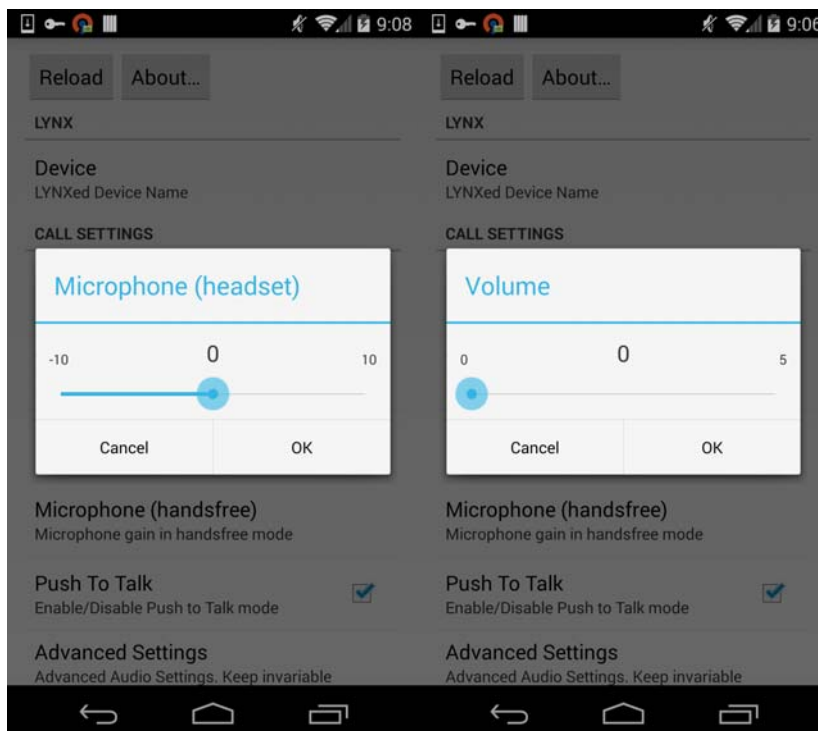 9:08
Reload About...
LYNX
Device
LYNXed Device Name
CALL SETTINGS
Microphone (headset)
0
-10 10
Cancel OK
Microphone (handsfree)
Microphone gain in handsfree mode
Push To Talk
Enable/Disable Push to Talk mode
Advanced Settings
Advanced Audio Settings. Keep invariable
9:06
Reload About...
LYNX
Device
LYNXed Device Name
CALL SETTINGS
Volume
0
0 5
Cancel OK
Microphone (handsfree)
Microphone gain in handsfree mode
Push To Talk
Enable/Disable Push to Talk mode
Advanced Settings
Advanced Audio Settings. Keep invariable